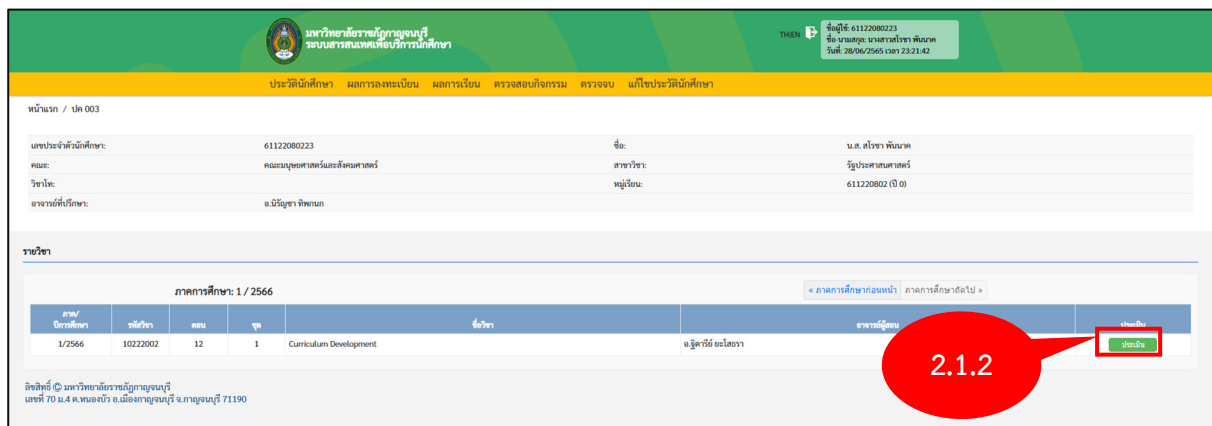 มหาวิทยาลัยราชภัฏกาญจนบุรี
ระบบสารสนเทศเพื่อบริการนักศึกษา
TH:EN
ชื่อผู้ใช้: 61122080223
ชื่อ-นามสกุล: นางสาวสโรชา พันนาค
วันที่: 28/06/2565 เวลา 23:21:42
ประวัตินักศึกษา ผลการลงทะเบียน ผลการเรียน ตรวจสอบกิจกรรม ตรวจจบ แก้ไขประวัตินักศึกษา
หน้าแรก / ปค 003
เลขประจำตัวนักศึกษา: 61122080223 ชื่อ: น.ส. สโรชา พันนาค
คณะ: คณะมนุษยศาสตร์และสังคมศาสตร์ สาขาวิชา: รัฐประศาสนศาสตร์
วิชาโท: หมู่เรียน: 611220802 (ปี 0)
อาจารย์ที่ปรึกษา: อ.นิรัญชา ทิพกนก
รายวิชา
ภาคการศึกษา: 1 / 2566 « ภาคการศึกษาก่อนหน้า ภาคการศึกษาถัดไป »
ภาค/
ปีการศึกษา รหัสวิชา ตอน ชุด ชื่อวิชา อาจารย์ผู้สอน ประเมิน
1/2566 10222002 12 1 Curriculum Development อ.ฐิตารีย์ ยะไสธรา ประเมิน
2.1.2
ลิขสิทธิ์ © มหาวิทยาลัยราชภัฏกาญจนบุรี
เลขที่ 70 ม.4 ต.หนองบัว อ.เมืองกาญจนบุรี จ.กาญจนบุรี 71190